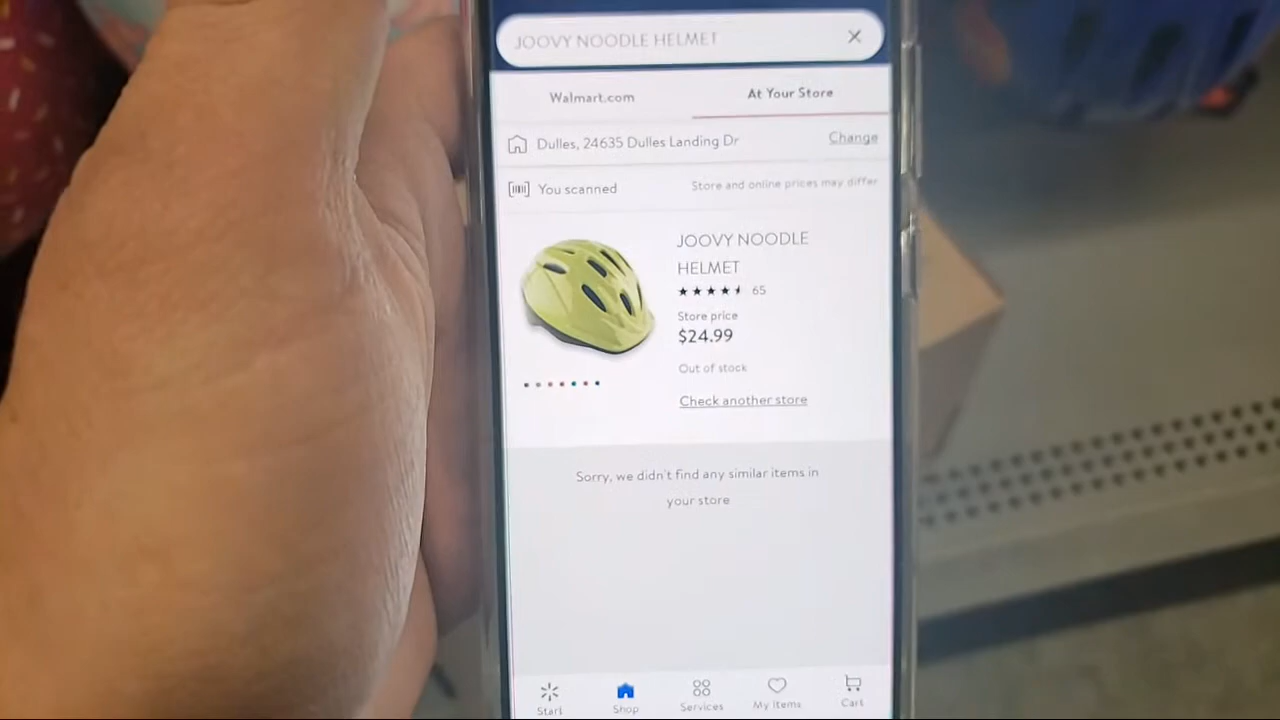 JOOVY NOODLE HELMET
Walmart.com
At Your Store
Dulles, 24635 Dulles Landing Dr
Change
You scanned
Store and online prices may differ
JOOVY NOODLE
HELMET
65
Store price
$24.99
Out of stock
Check another store
Sorry, we didn't find any similar items in
your store
Start
Shop
Services
My Items
Cart